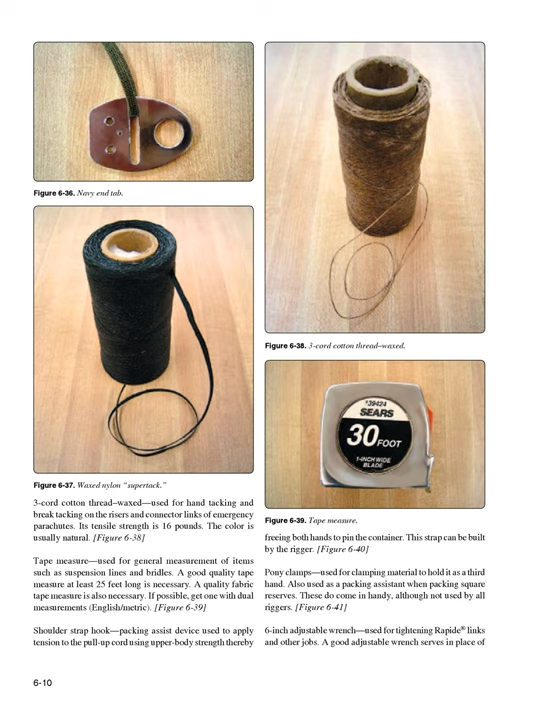 Figure 6-36. Navy end tab.
Figure 6-37. Waxed nylon “supertack.”
3-cord cotton thread—waxed—used for hand tacking and
break tacking on the risers and connector links of emergency
parachutes. Its tensile strength is 16 pounds. The color is
usually natural. [Figure 6-38]
Tape measure—used for general measurement of items
such as suspension lines and bridles. A good quality tape
measure at least 25 feet long is necessary. A quality fabric
tape measure is also necessary. If possible, get one with dual
measurements (English/metric). [Figure 6-39]
Shoulder strap hook—packing assist device used to apply
tension to the pull-up cord using upper-body strength thereby
Figure 6-38. 3-cord cotton thread–waxed.
#39424
SEARS
30 FOOT
1-INCH WIDE
BLADE
Figure 6-39. Tape measure.
freeing both hands to pin the container. This strap can be built
by the rigger. [Figure 6-40]
Pony clamps—used for clamping material to hold it as a third
hand. Also used as a packing assistant when packing square
reserves. These do come in handy, although not used by all
riggers. [Figure 6-41]
6-inch adjustable wrench—used for tightening Rapide® links
and other jobs. A good adjustable wrench serves in place of
6-10